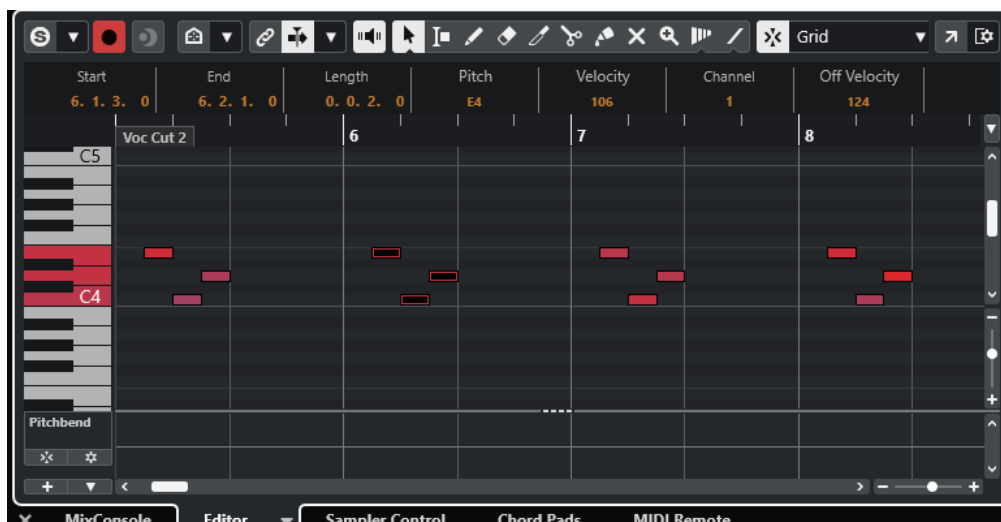 S
Grid
Start End Length Pitch Velocity Channel Off Velocity
6. 1. 3. 0 6. 2. 1. 0 0. 0. 2. 0 E4 106 1 124
Voc Cut 2 6 7 8
C5
C4
Pitchbend
MixConsole Editor Sampler Control Chord Pads MIDI Remote